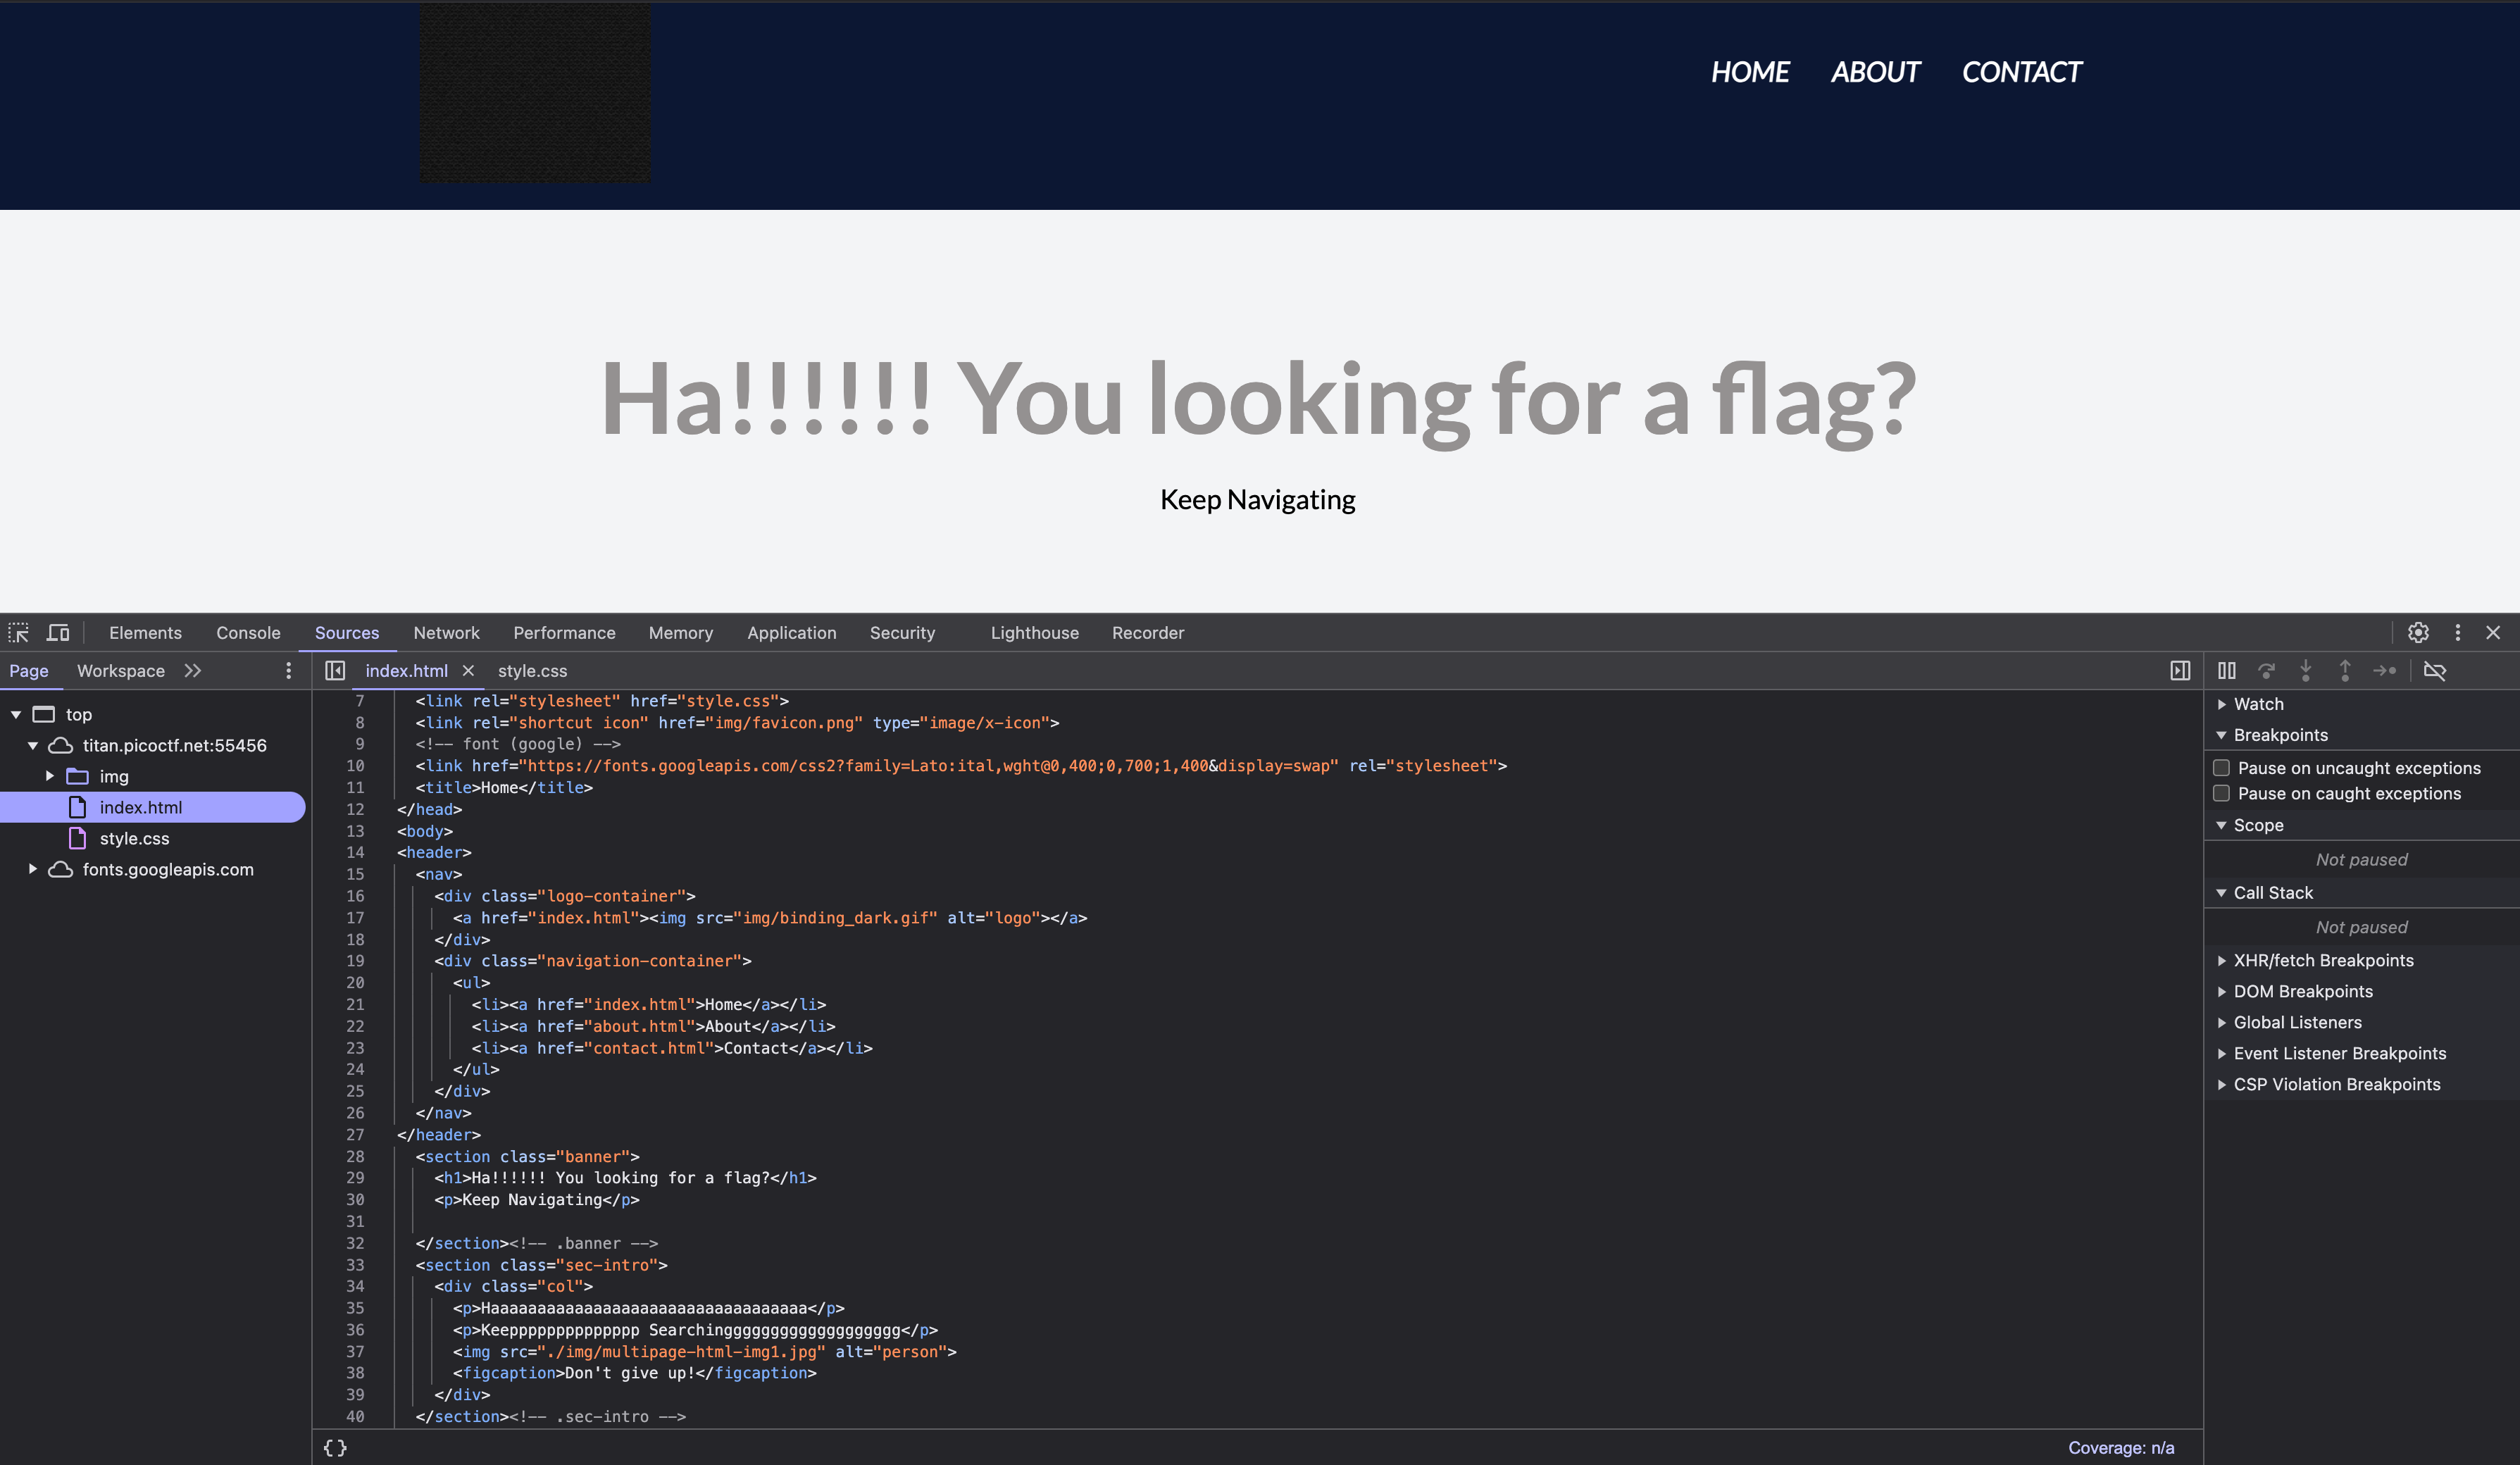 HOME ABOUT CONTACT
Ha!!!!!! You looking for a flag?
Keep Navigating
Elements Console Sources Network Performance Memory Application Security Lighthouse Recorder
Page Workspace
index.html style.css
top
titan.picoctf.net:55456
img
index.html
style.css
fonts.googleapis.com
7 <link rel="stylesheet" href="style.css">
8 <link rel="shortcut icon" href="img/favicon.png" type="image/x-icon">
9 <!-- font (google) -->
10 <link href="https://fonts.googleapis.com/css2?family=Lato:ital,wght@0,400;0,700;1,400&display=swap" rel="stylesheet">
11 <title>Home</title>
12 </head>
13 <body>
14 <header>
15 <nav>
16 <div class="logo-container">
17 <a href="index.html"><img src="img/binding_dark.gif" alt="logo"></a>
18 </div>
19 <div class="navigation-container">
20 <ul>
21 <li><a href="index.html">Home</a></li>
22 <li><a href="about.html">About</a></li>
23 <li><a href="contact.html">Contact</a></li>
24 </ul>
25 </div>
26 </nav>
27 </header>
28 <section class="banner">
29 <h1>Ha!!!!!! You looking for a flag?</h1>
30 <p>Keep Navigating</p>
31
32 </section><!-- .banner -->
33 <section class="sec-intro">
34 <div class="col">
35 <p>Haaaaaaaaaaaaaaaaaaaaaaaaaaaaaaaaaa</p>
36 <p>Keepppppppppppppp Searchinggggggggggggggggggg</p>
37 <img src="./img/multipage-html-img1.jpg" alt="person">
38 <figcaption>Don't give up!</figcaption>
39 </div>
40 </section><!-- .sec-intro -->
{} Coverage: n/a
Watch
Breakpoints
Pause on uncaught exceptions
Pause on caught exceptions
Scope
Not paused
Call Stack
Not paused
XHR/fetch Breakpoints
DOM Breakpoints
Global Listeners
Event Listener Breakpoints
CSP Violation Breakpoints